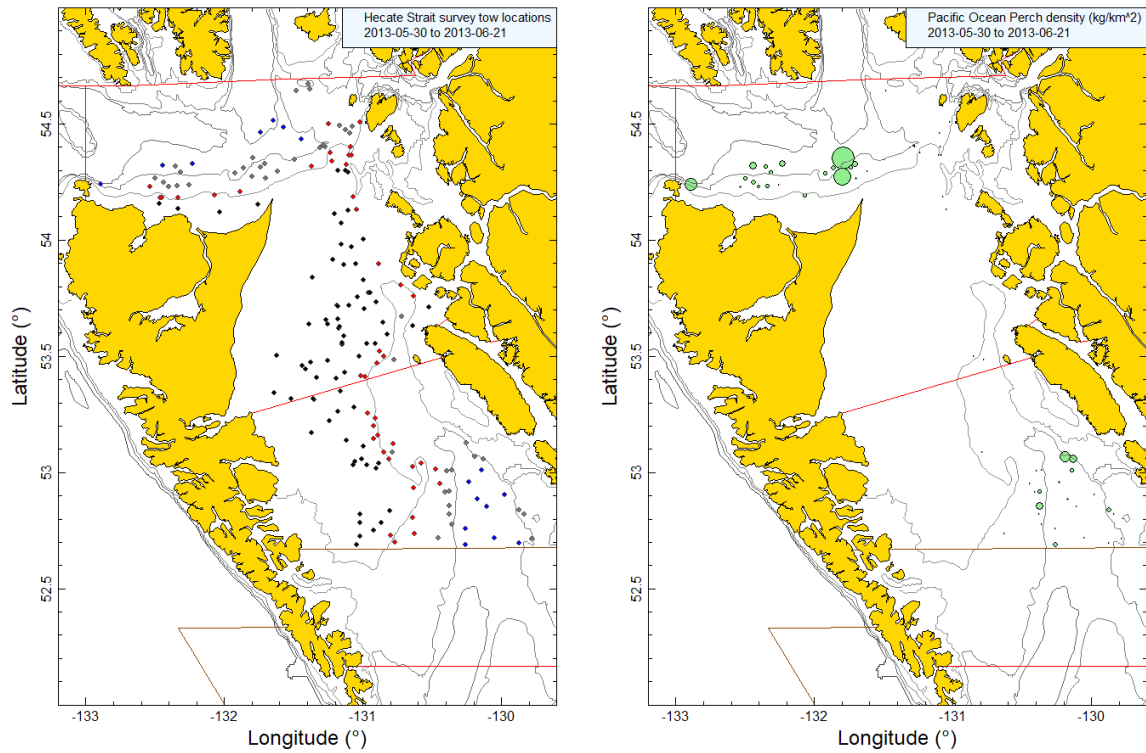 Hecate Strait survey tow locations
2013-05-30 to 2013-06-21
54.5
54
53.5
53
52.5
Latitude (°)
-133
-132
-131
-130
Longitude (°)
Pacific Ocean Perch density (kg/km^2)
2013-05-30 to 2013-06-21
54.5
54
53.5
53
52.5
Latitude (°)
-133
-132
-131
-130
Longitude (°)